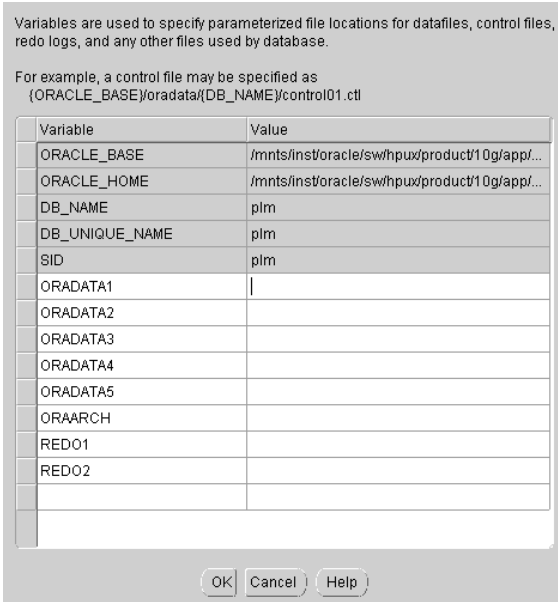 Variables are used to specify parameterized file locations for datafiles, control files,
redo logs, and any other files used by database.
For example, a control file may be specified as
{ORACLE_BASE}/oradata/{DB_NAME}/control01.ctl
Variable Value
ORACLE_BASE /mnts/inst/oracle/sw/hpux/product/10g/app/...
ORACLE_HOME /mnts/inst/oracle/sw/hpux/product/10g/app/...
DB_NAME plm
DB_UNIQUE_NAME plm
SID plm
ORADATA1
ORADATA2
ORADATA3
ORADATA4
ORADATA5
ORAARCH
REDO1
REDO2
OK Cancel Help